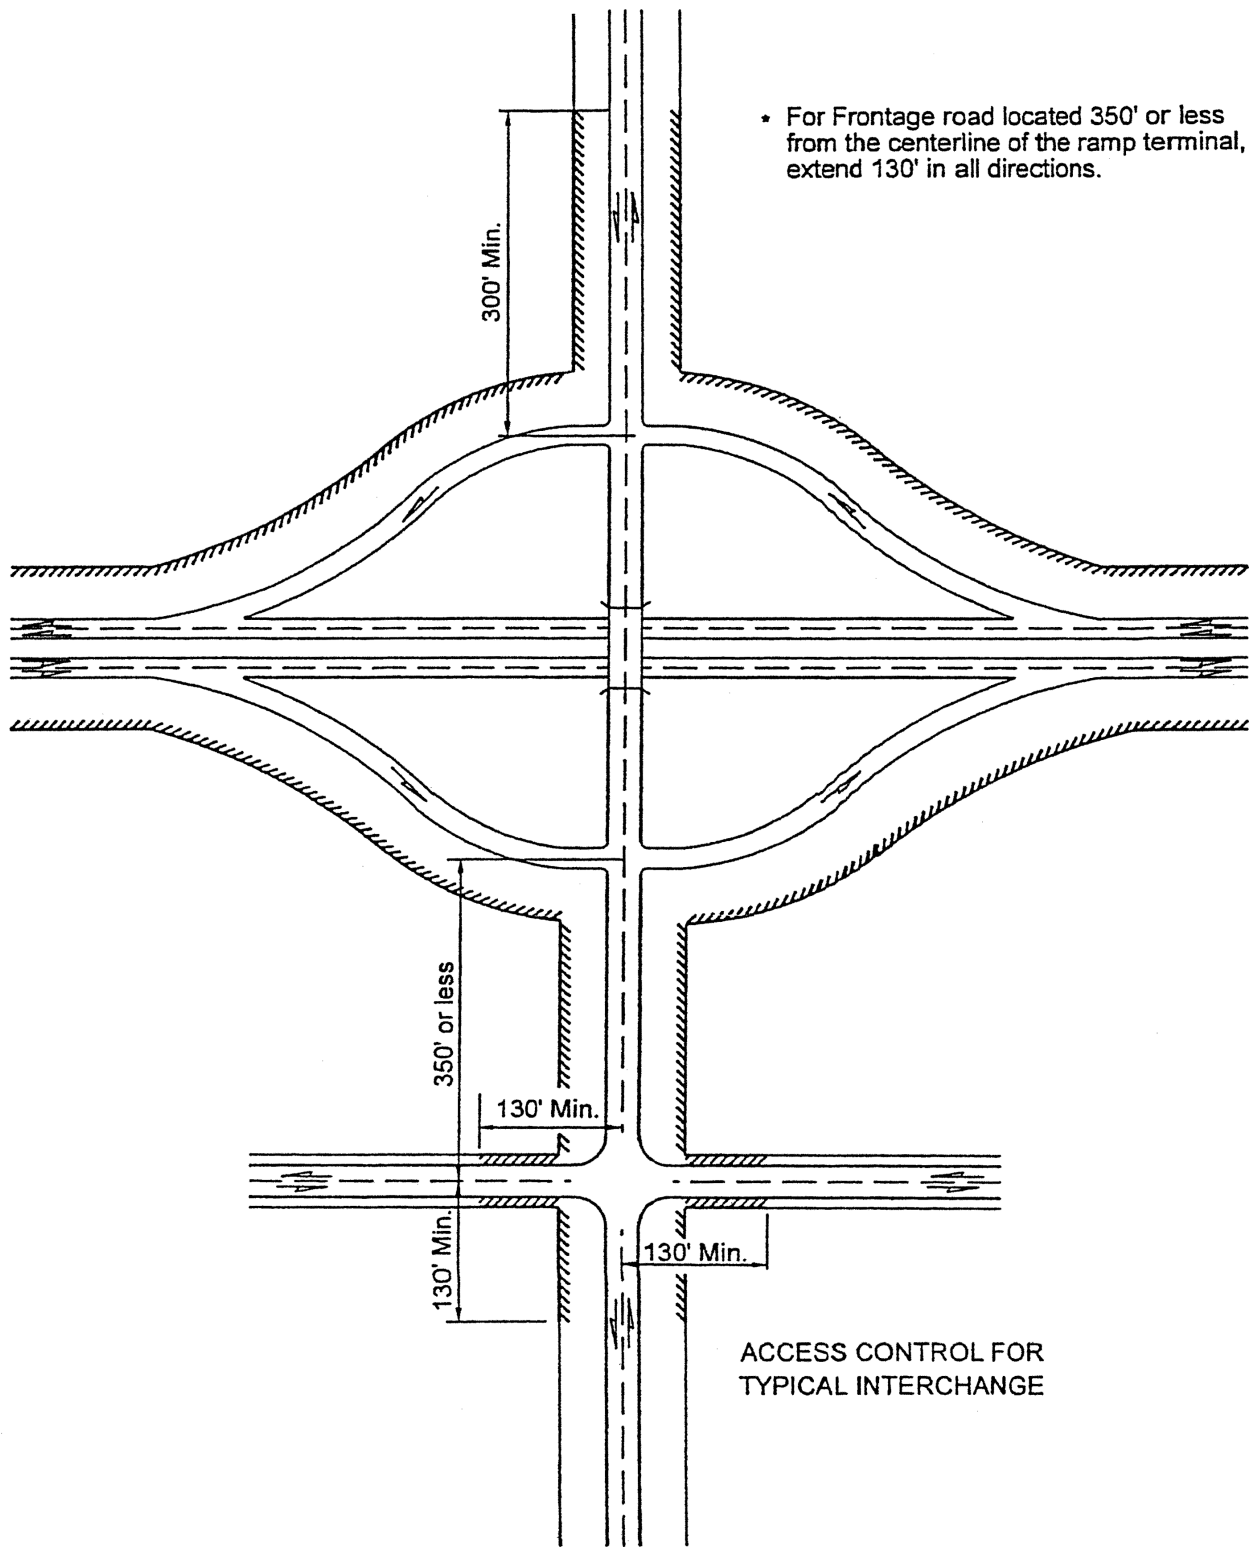 * For Frontage road located 350' or less
from the centerline of the ramp terminal,
extend 130' in all directions.
300' Min.
350' or less
130' Min.
130' Min.
130' Min.
ACCESS CONTROL FOR
TYPICAL INTERCHANGE